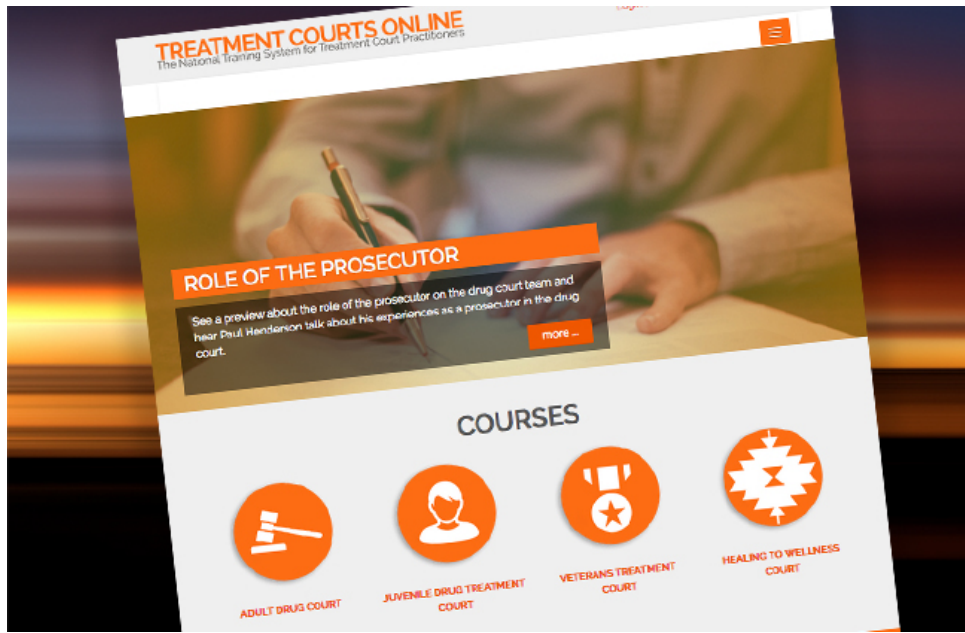 TREATMENT COURTS ONLINE
The National Training System for Treatment Court Practitioners
ROLE OF THE PROSECUTOR
See a preview about the role of the prosecutor on the drug court team and
hear Paul Henderson talk about his experiences as a prosecutor in the drug
court.
more ...
COURSES
ADULT DRUG COURT
JUVENILE DRUG TREATMENT
COURT
VETERANS TREATMENT
COURT
HEALING TO WELLNESS
COURT